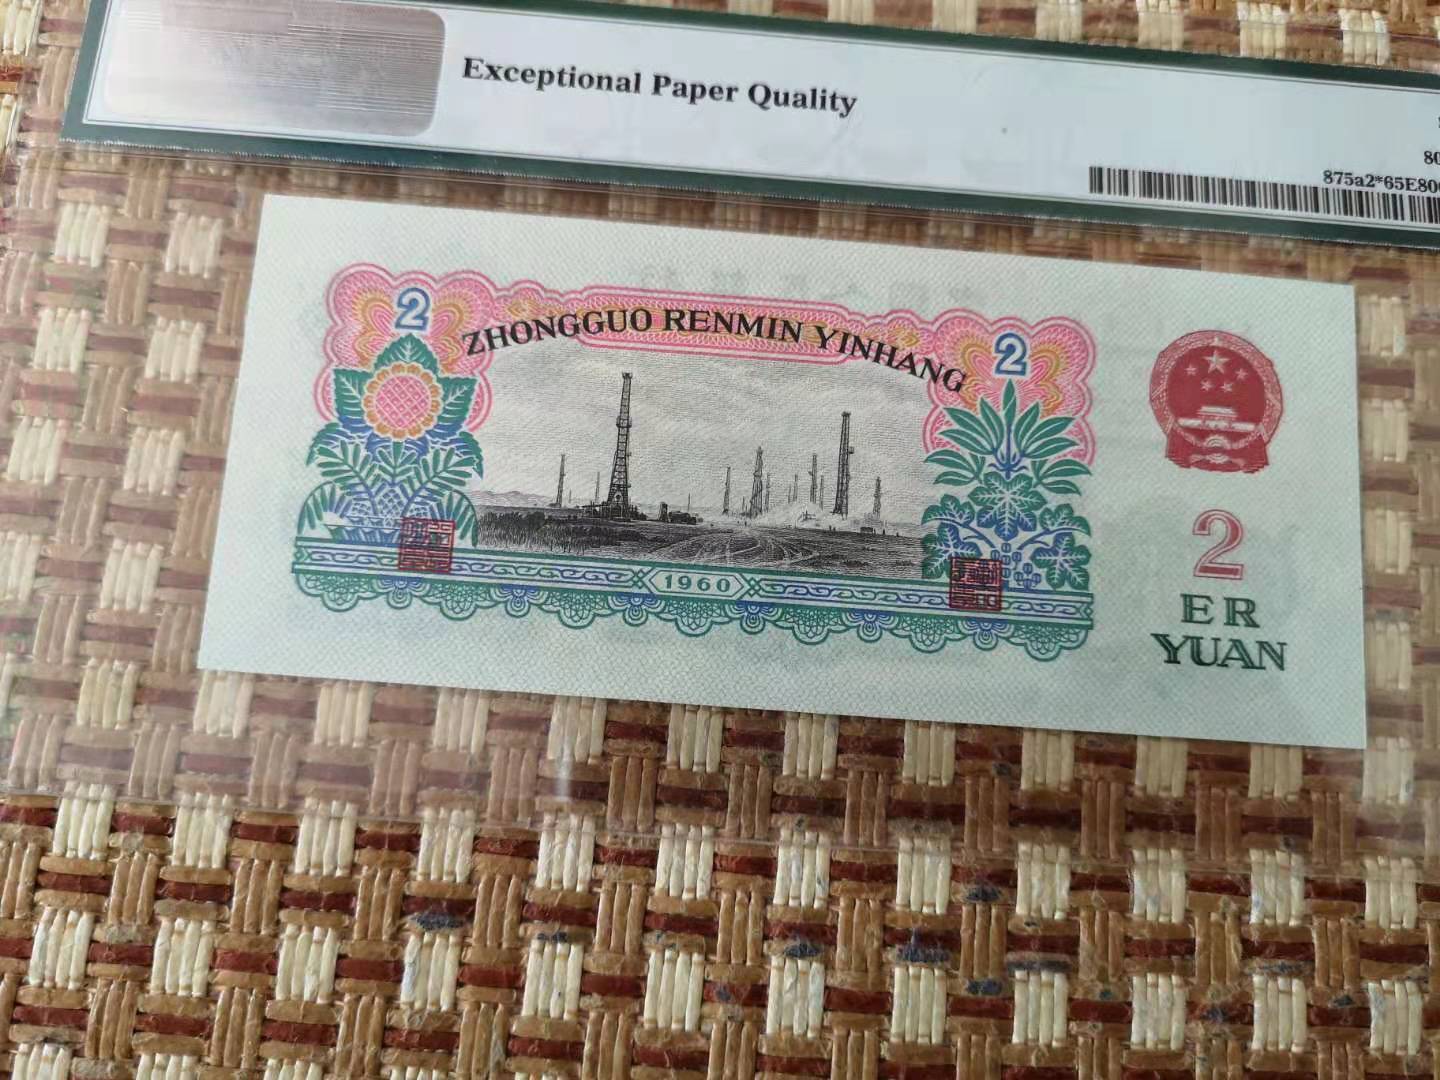 Exceptional Paper Quality
80
875a2*65E80
2
2
ZHONGGUO RENMIN YINHANG
1960
2
ER
YUAN